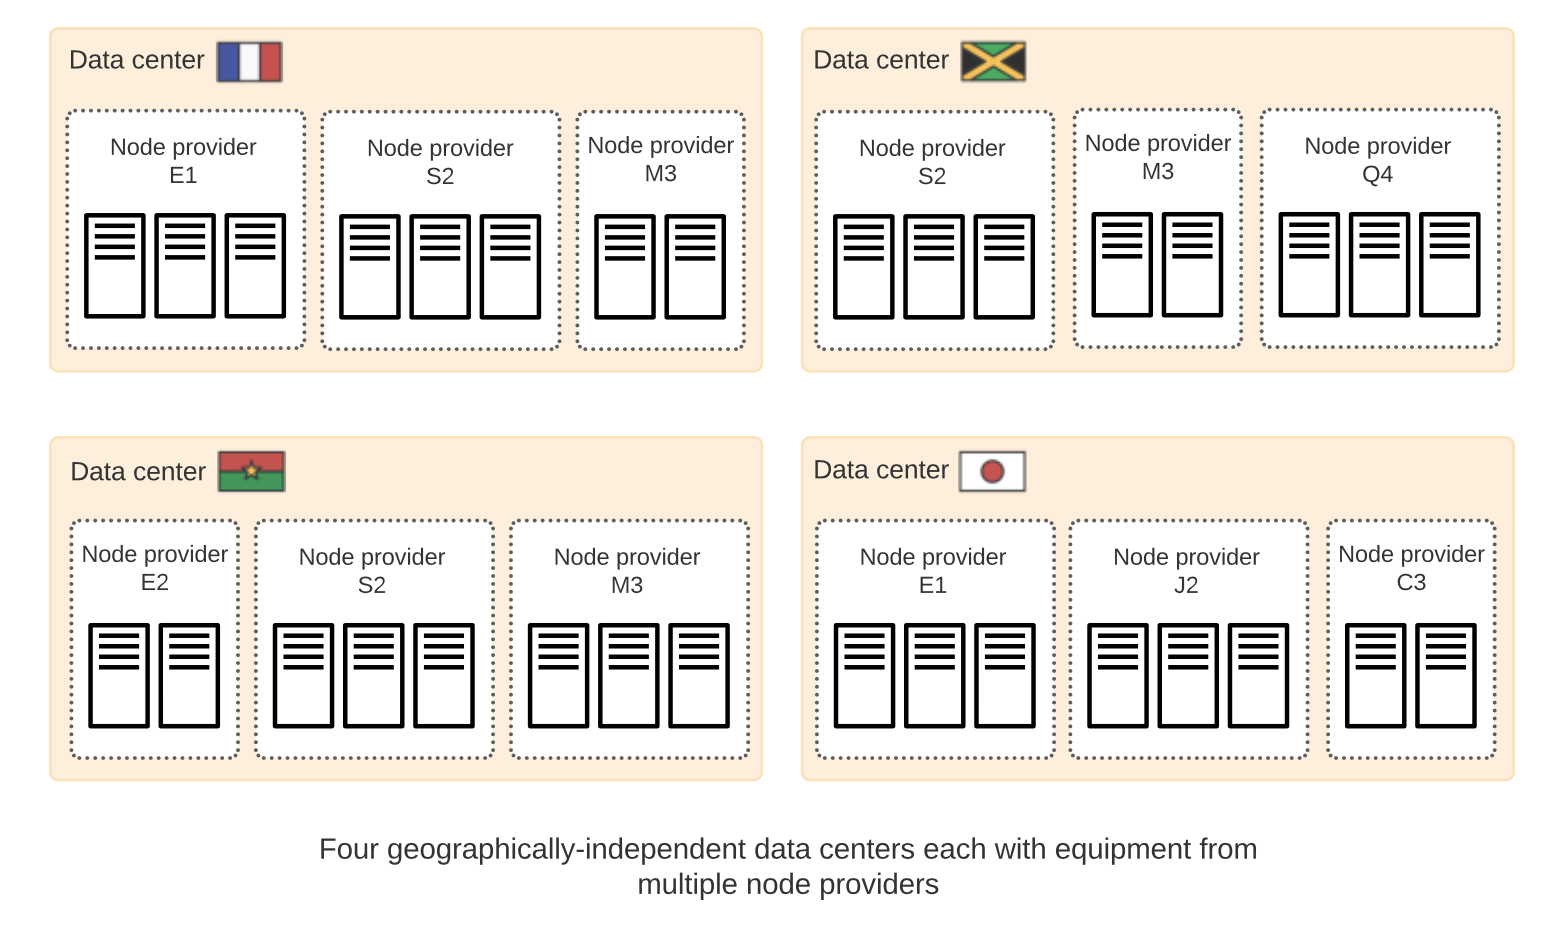 Data center
Node provider
E1
Node provider
S2
Node provider
M3
Data center
Node provider
S2
Node provider
M3
Node provider
Q4
Data center
Node provider
E2
Node provider
S2
Node provider
M3
Data center
Node provider
E1
Node provider
J2
Node provider
C3
Four geographically-independent data centers each with equipment from
multiple node providers